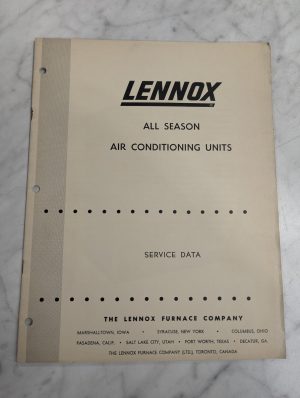 LENNOX
ALL SEASON
AIR CONDITIONING UNITS
SERVICE DATA
THE LENNOX FURNACE COMPANY
MARSHALLTOWN, IOWA • SYRACUSE, NEW YORK • COLUMBUS, OHIO
PASADENA, CALIF. • SALT LAKE CITY, UTAH • FORT WORTH, TEXAS • DECATUR, GA
THE LENNOX FURNACE COMPANY (LTD.), TORONTO, CANADA